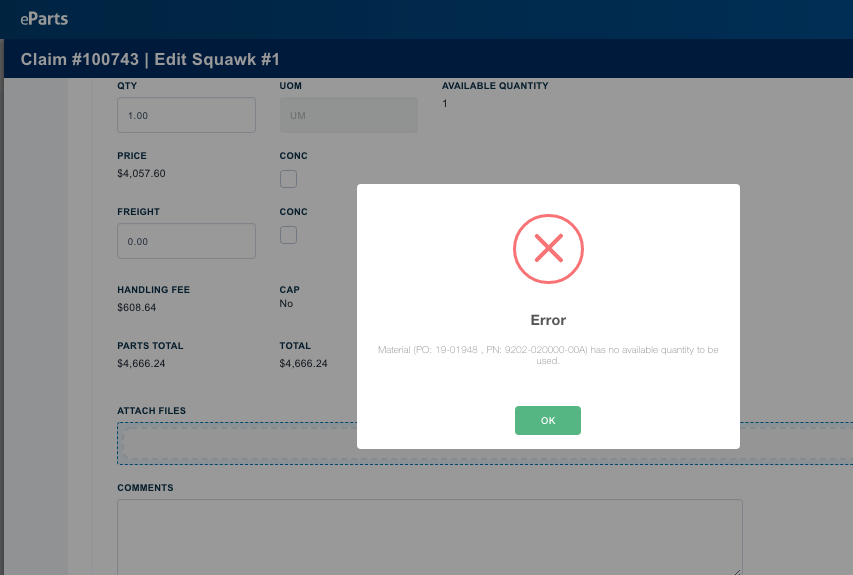 eParts
Claim #100743 | Edit Squawk #1
QTY
UOM
AVAILABLE QUANTITY
1.00
UM
1
PRICE
CONC
$4,057.60
FREIGHT
CONC
0.00
HANDLING FEE
CAP
$608.64
No
PARTS TOTAL
TOTAL
$4,666.24
$4,666.24
ATTACH FILES
COMMENTS
Error
Material (PO: 19-01948 , PN: 9202-020000-00A) has no available quantity to be
used.
OK